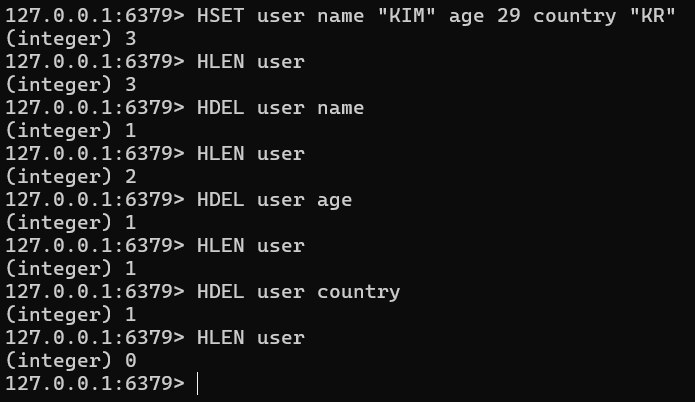 127.0.0.1:6379> HSET user name "KIM" age 29 country "KR"
(integer) 3
127.0.0.1:6379> HLEN user
(integer) 3
127.0.0.1:6379> HDEL user name
(integer) 1
127.0.0.1:6379> HLEN user
(integer) 2
127.0.0.1:6379> HDEL user age
(integer) 1
127.0.0.1:6379> HLEN user
(integer) 1
127.0.0.1:6379> HDEL user country
(integer) 1
127.0.0.1:6379> HLEN user
(integer) 0
127.0.0.1:6379>